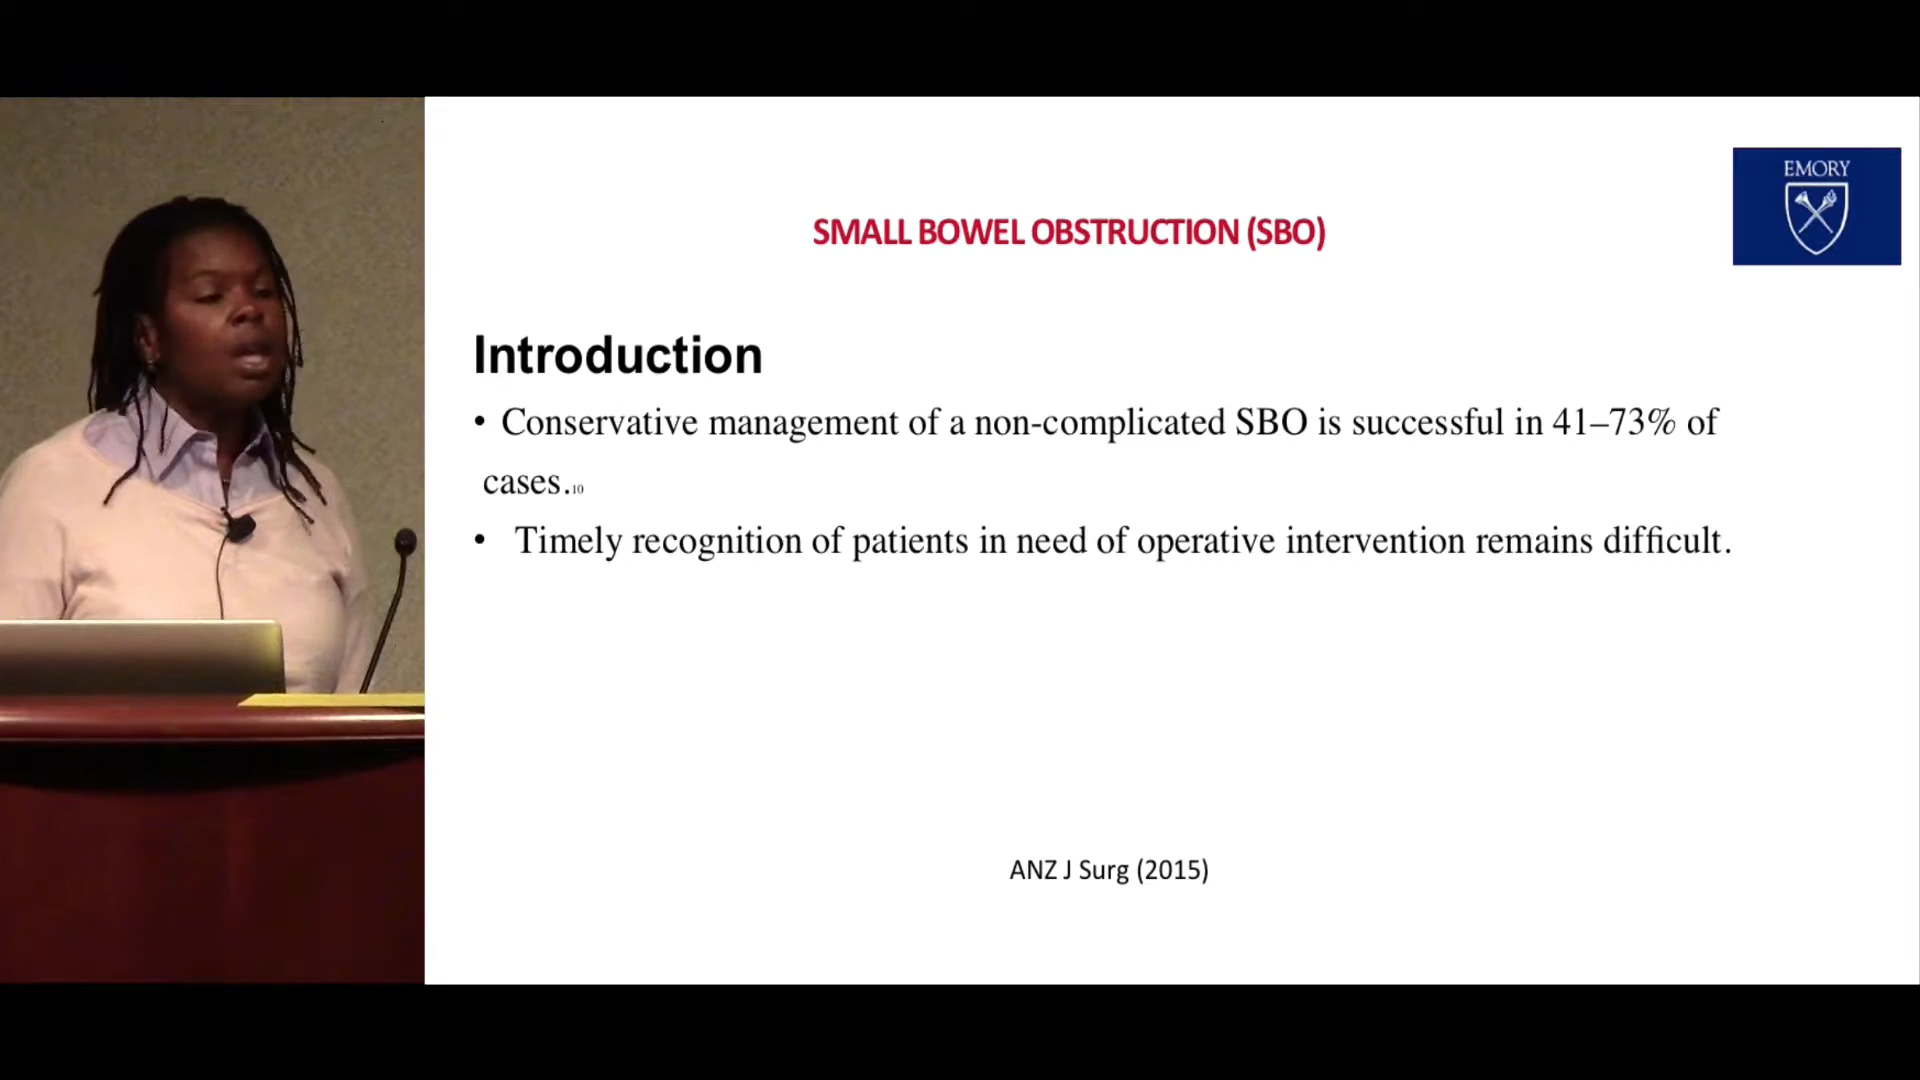 EMORY
SMALL BOWEL OBSTRUCTION (SBO)
Introduction
• Conservative management of a non-complicated SBO is successful in 41–73% of
cases.10
• Timely recognition of patients in need of operative intervention remains difficult.
ANZ J Surg (2015)